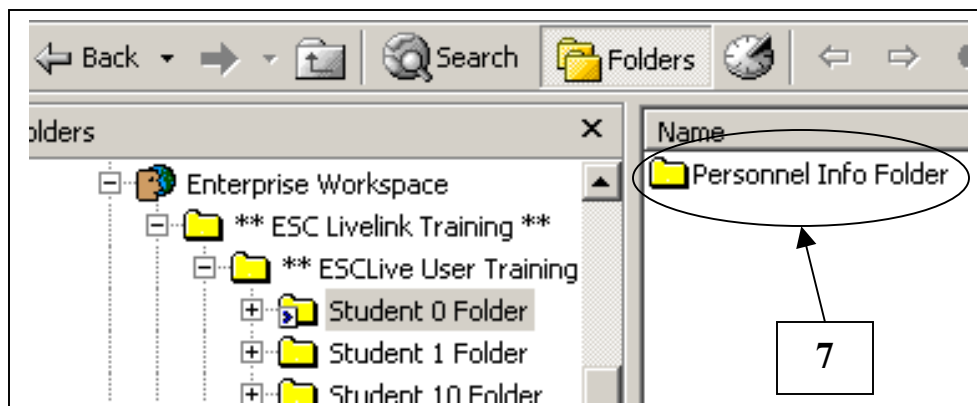 Back Search Folders
olders Name
Enterprise Workspace Personnel Info Folder
** ESC Livelink Training **
** ESCLive User Training
Student 0 Folder
Student 1 Folder 7
Student 10 Folder